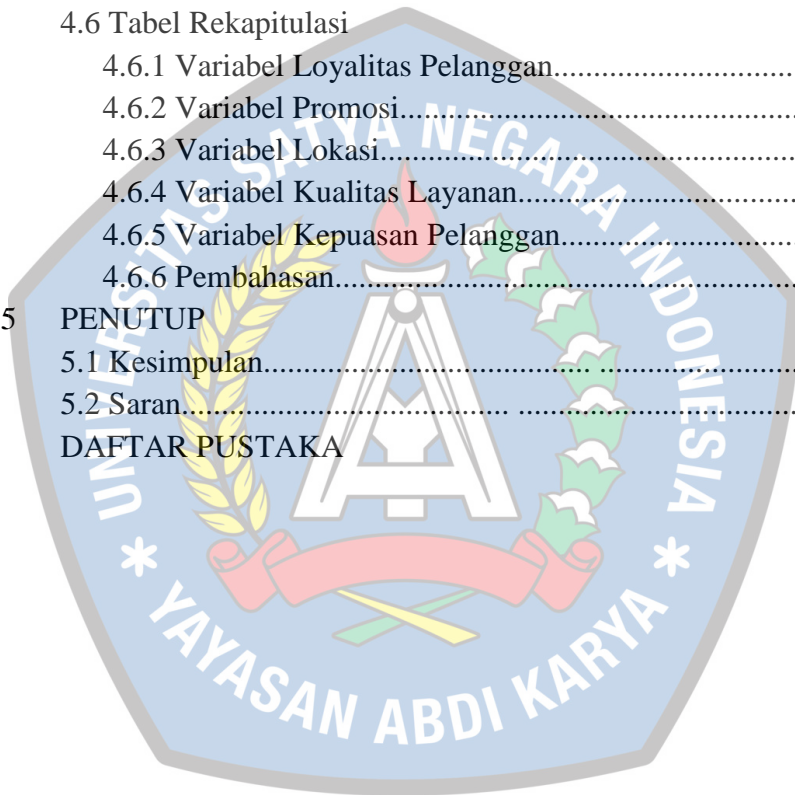 4.6 Tabel Rekapitulasi
4.6.1 Variabel Loyalitas Pelanggan..............................
4.6.2 Variabel Promosi..................................................
4.6.3 Variabel Lokasi....................................................
4.6.4 Variabel Kualitas Layanan...................................
4.6.5 Variabel Kepuasan Pelanggan.............................
4.6.6 Pembahasan.........................................................
5 PENUTUP
5.1 Kesimpulan.................................................................
5.2 Saran.................................... .........................
DAFTAR PUSTAKA
UNIVERSITAS SATYA NEGARA INDONESIA
* YAYASAN ABDI KARYA *